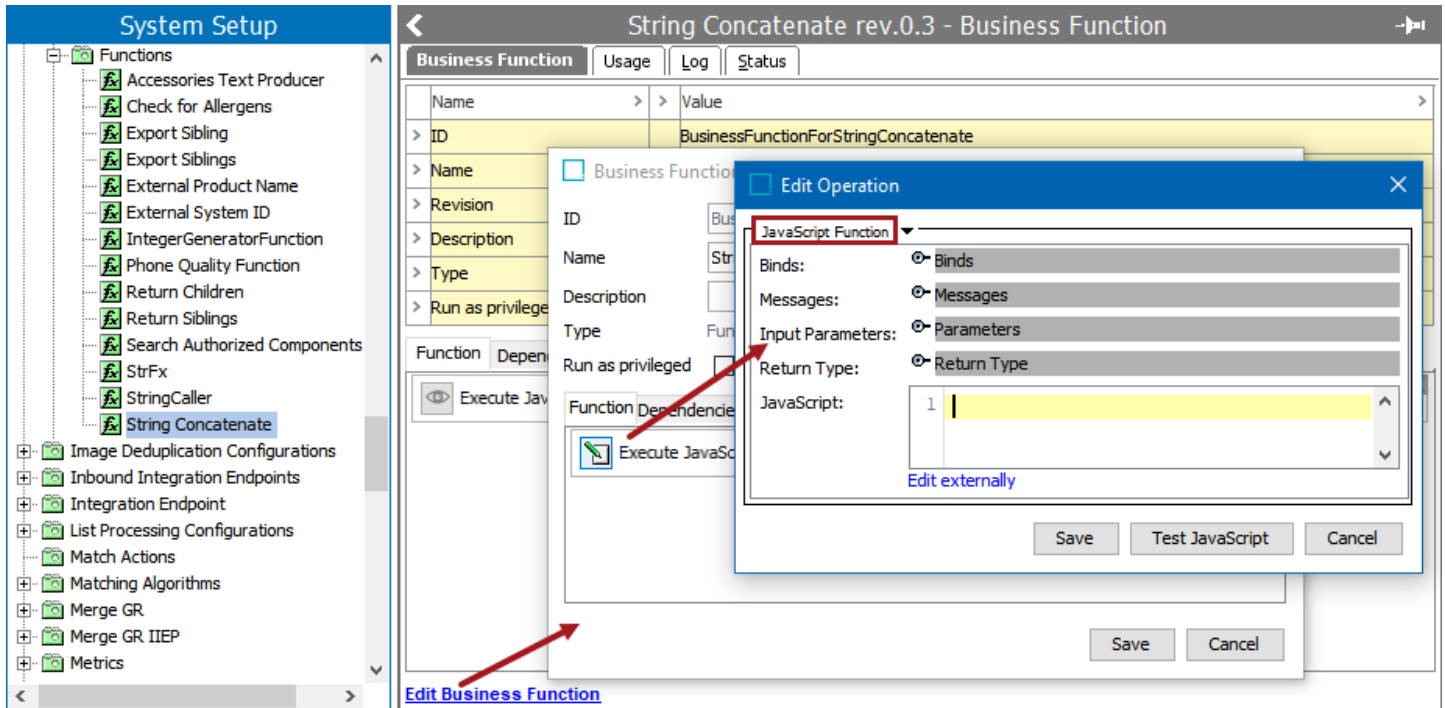 System Setup
Functions
Accessories Text Producer
Check for Allergens
Export Sibling
Export Siblings
External Product Name
External System ID
IntegerGeneratorFunction
Phone Quality Function
Return Children
Return Siblings
Search Authorized Components
StrFx
StringCaller
String Concatenate
Image Deduplication Configurations
Inbound Integration Endpoints
Integration Endpoint
List Processing Configurations
Match Actions
Matching Algorithms
Merge GR
Merge GR IIEP
Metrics
String Concatenate rev.0.3 - Business Function
Business Function Usage Log Status
Name > > Value >
> ID BusinessFunctionForStringConcatenate
> Name
> Revision
> Description
> Type
> Run as privilege
Function Depen
Execute Jav
Edit Business Function
Business Function
ID Bus
Name Str
Description
Type Fun
Run as privileged
Function Dependencie
Execute JavaSc
Save Cancel
Edit Operation
JavaScript Function
Binds: Binds
Messages: Messages
Input Parameters: Parameters
Return Type: Return Type
JavaScript: 1
Edit externally
Save Test JavaScript Cancel